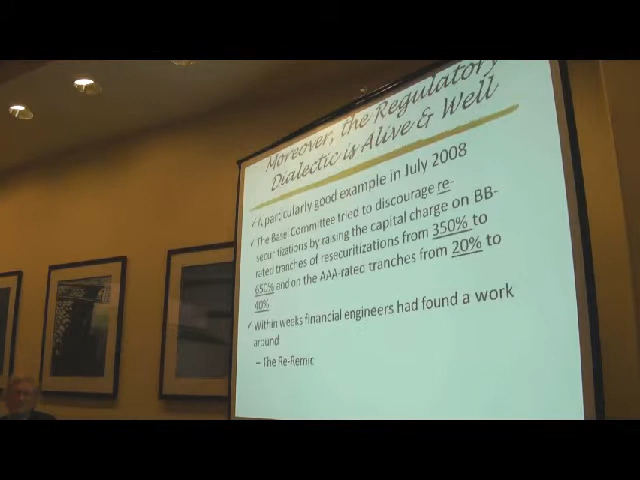 Moreover, the Regulatory
Dialectic is Alive & Well
✓ A particularly good example in July 2008
✓ The Basel Committee tried to discourage re-
securitizations by raising the capital charge on BB-
rated tranches of resecuritizations from 350% to
650% and on the AAA-rated tranches from 20% to
40%
✓ Within weeks financial engineers had found a work
around
– The Re-Remic